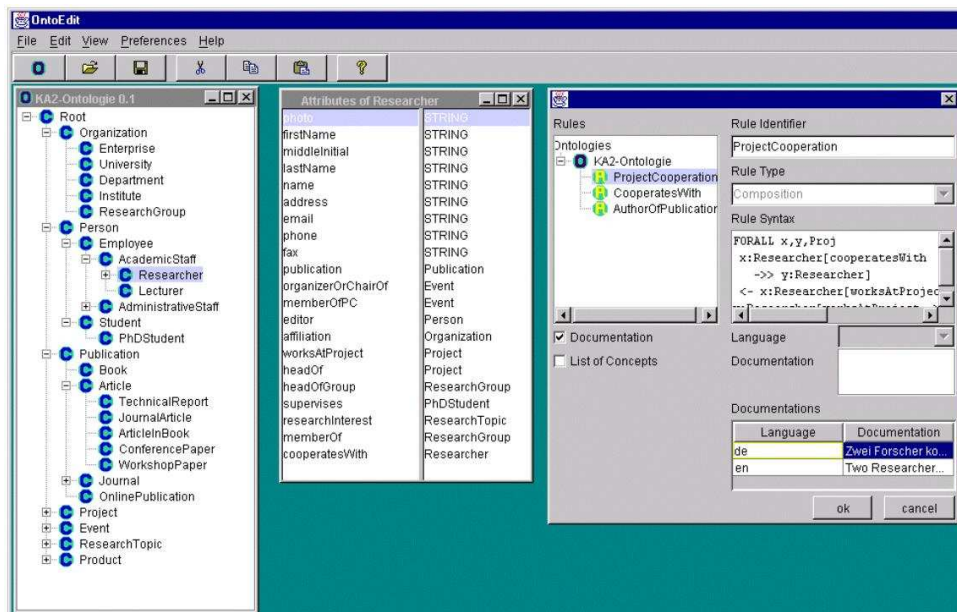 OntoEdit
File Edit View Preferences Help
KA2-Ontologie 0.1
Root
Organization
Enterprise
University
Department
Institute
ResearchGroup
Person
Employee
AcademicStaff
Researcher
Lecturer
AdministrativeStaff
Student
PhDStudent
Publication
Book
Article
TechnicalReport
JournalArticle
ArticleInBook
ConferencePaper
WorkshopPaper
Journal
OnlinePublication
Project
Event
ResearchTopic
Product
Attributes of Researcher
photo STRING
firstName STRING
middleInitial STRING
lastName STRING
name STRING
address STRING
email STRING
phone STRING
fax STRING
publication Publication
organizerOrChairOf Event
memberOfPC Event
editor Person
affiliation Organization
worksAtProject Project
headOf Project
headOfGroup ResearchGroup
supervises PhDStudent
researchInterest ResearchTopic
memberOf ResearchGroup
cooperatesWith Researcher
Rules
Ontologies
KA2-Ontologie
ProjectCooperation
CooperatesWith
AuthorOfPublication
Documentation
List of Concepts
Rule Identifier
ProjectCooperation
Rule Type
Composition
Rule Syntax
FORALL x,y,Proj
x:Researcher[cooperatesWith
->> y:Researcher]
<- x:Researcher[worksAtProjec
Language
Documentation
Documentations
Language Documentation
de Zwei Forscher ko...
en Two Researcher...
ok cancel